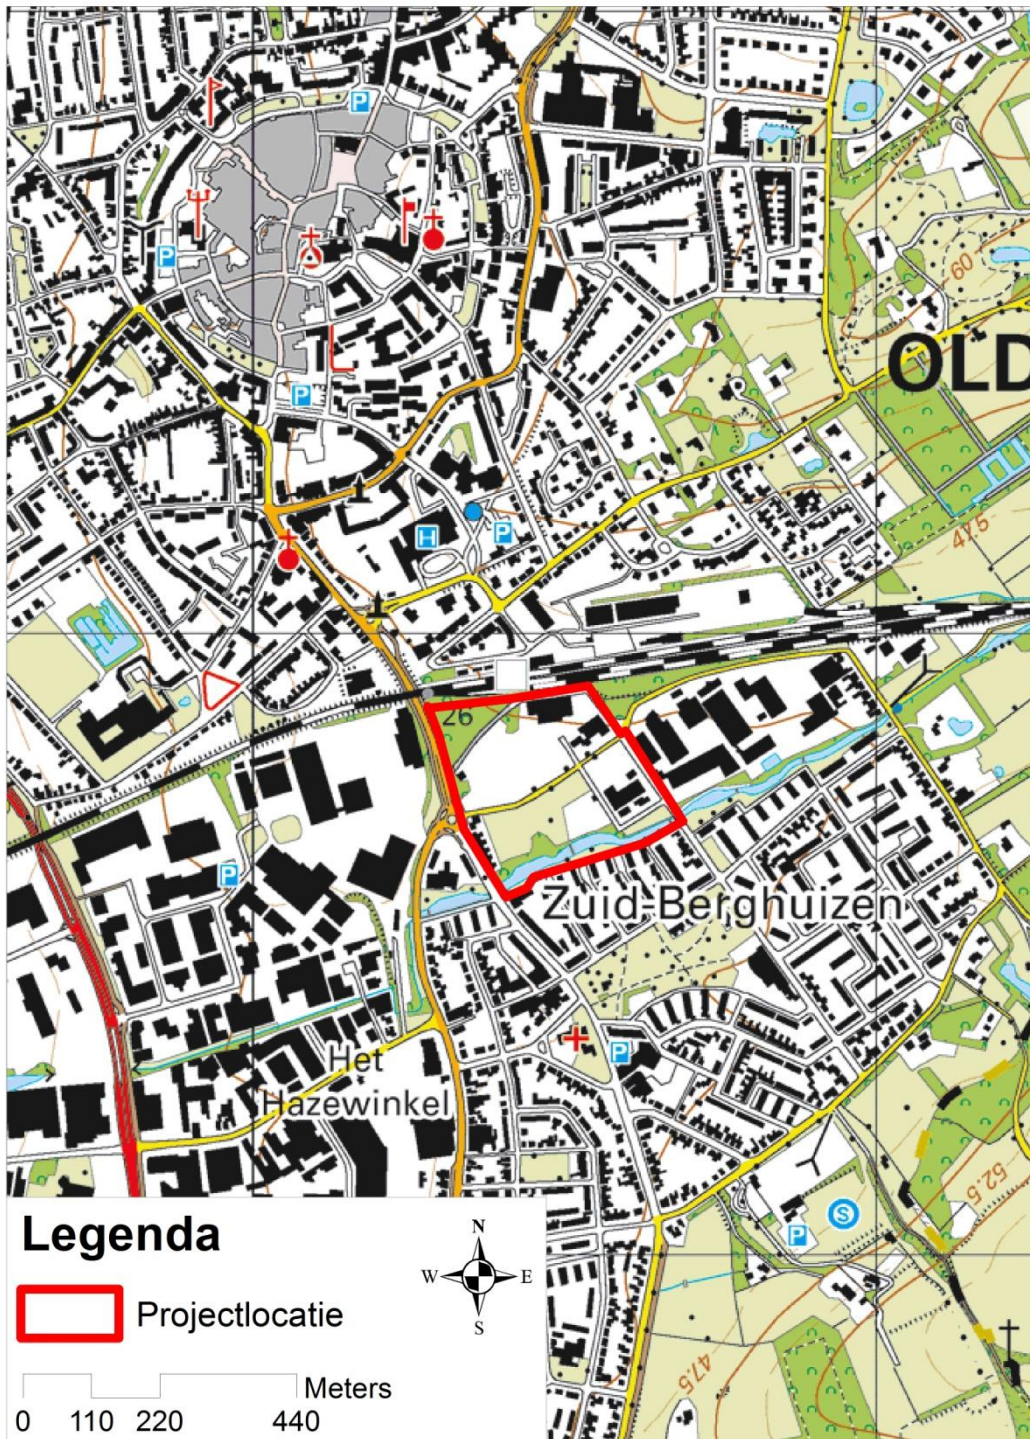 P
P
OLD
60
P
H
P
47.5
26
P
Zuid-Berghuizen
Het
Hazewinkel
P
52.5
S
P
47.5
Legenda
N
W E
S
Projectlocatie
Meters
0 110 220 440